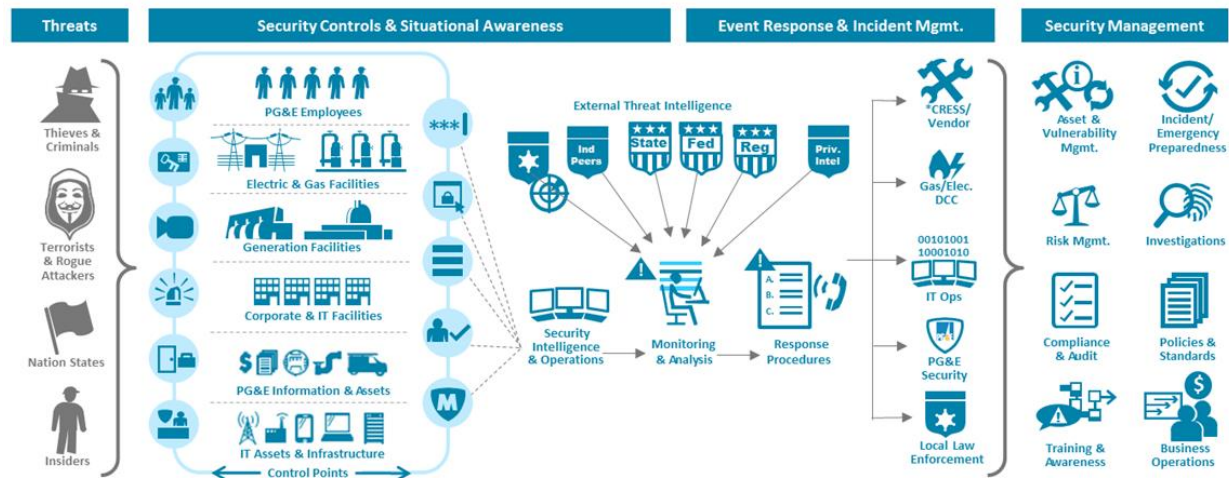 Threats
Security Controls & Situational Awareness
Event Response & Incident Mgmt.
Security Management
Thieves &
Criminals
Terrorists
& Rogue
Attackers
Nation States
Insiders
PG&E Employees
Electric & Gas Facilities
Generation Facilities
Corporate & IT Facilities
$
PG&E Information & Assets
IT Assets & Infrastructure
Control Points
***
M
Security
Intelligence
& Operations
External Threat Intelligence
Ind
Peers
State
Fed
Reg
Priv.
Intel
!
Monitoring
& Analysis
!
A.
B.
C.
Response
Procedures
*CRESS/
Vendor
Gas/Elec.
DCC
00101001
10001010
IT Ops
PG&E
Security
Local Law
Enforcement
i
Asset &
Vulnerability
Mgmt.
Incident/
Emergency
Preparedness
Risk Mgmt.
Investigations
Compliance
& Audit
Policies &
Standards
!
Training &
Awareness
$
Business
Operations